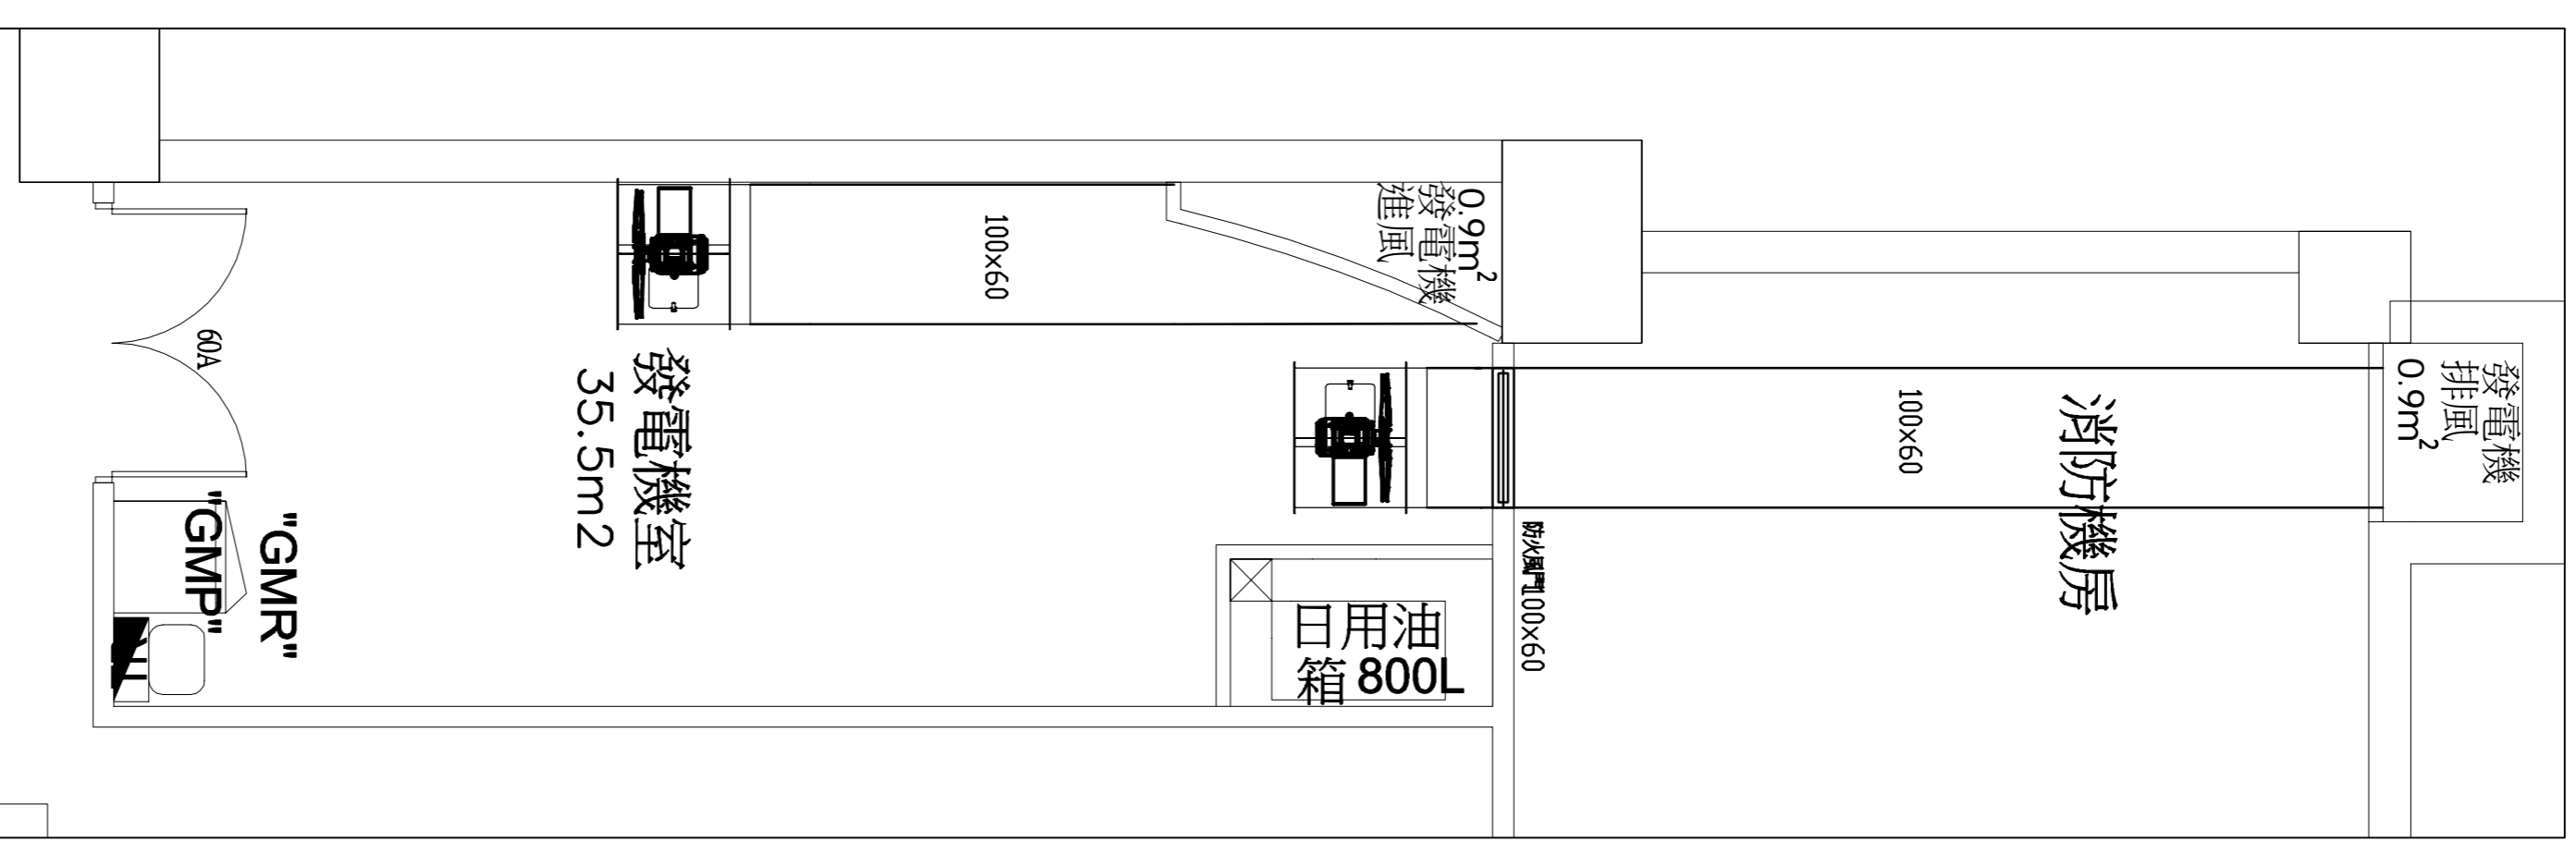 100x60
0.9m²
發電機
進風
60A
發電機室
35.5m2
100x60
消防機房
發電機
排風
0.9m²
"GMR"
"GMP"
防火風門100x60
日用油
箱 800L